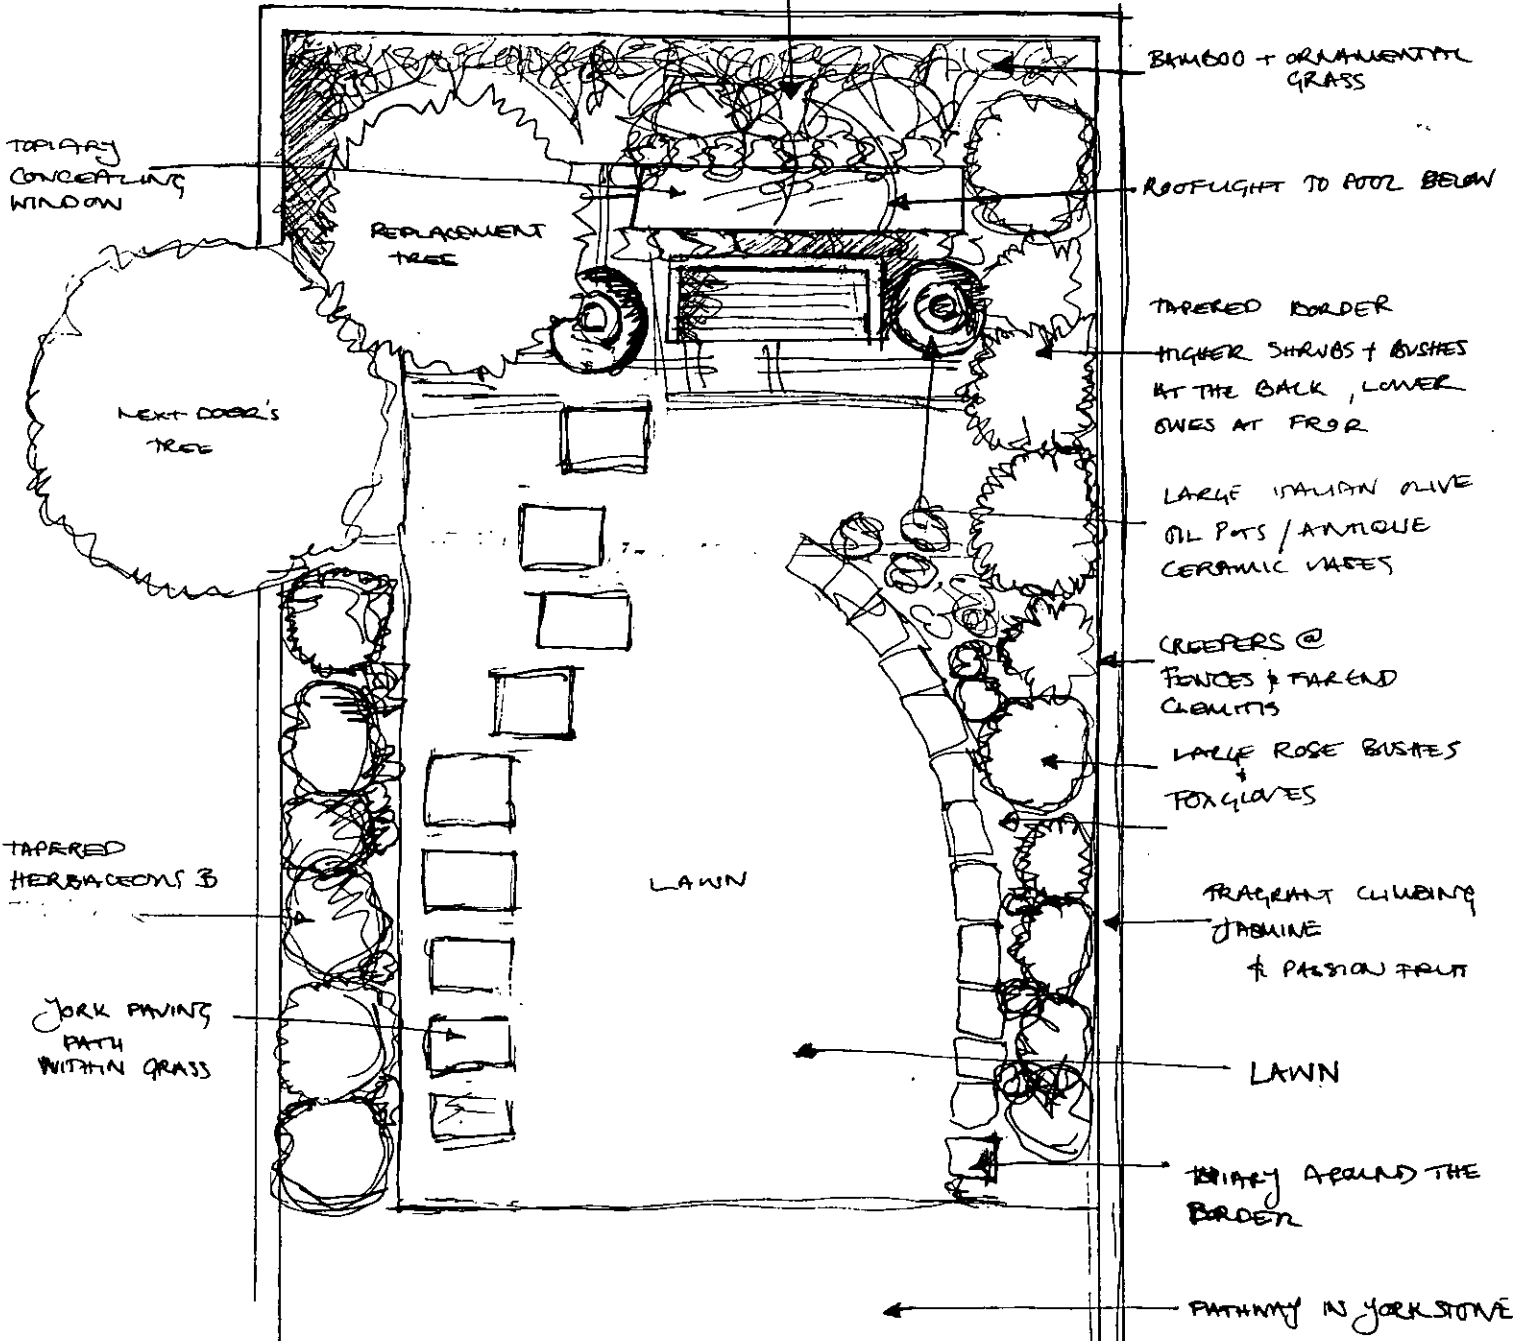 BAMBOO + ORNAMENTAL
GRASS
TOPIARY
CONCEALING
WINDOW
ROOFLIGHT TO POOL BELOW
REPLACEMENT
TREE
TAPERED BORDER
HIGHER SHRUBS + BUSHES
AT THE BACK, LOWER
ONES AT FROR
NEXT DOOR'S
TREE
LARGE ITALIAN OLIVE
OIL POTS / ANTIQUE
CERAMIC VASES
CREEPERS @
FENCES & FAR END
CLEMITIS
LARGE ROSE BUSHES
&
FOXGLOVES
TAPERED
HERBACEOUS B
LAWN
FRAGRANT CLIMBING
JASMINE
& PASSION FRUIT
YORK PAVING
PATH
WITHIN GRASS
LAWN
TOPIARY AROUND THE
BORDER
PATHWAY IN YORKSTONE